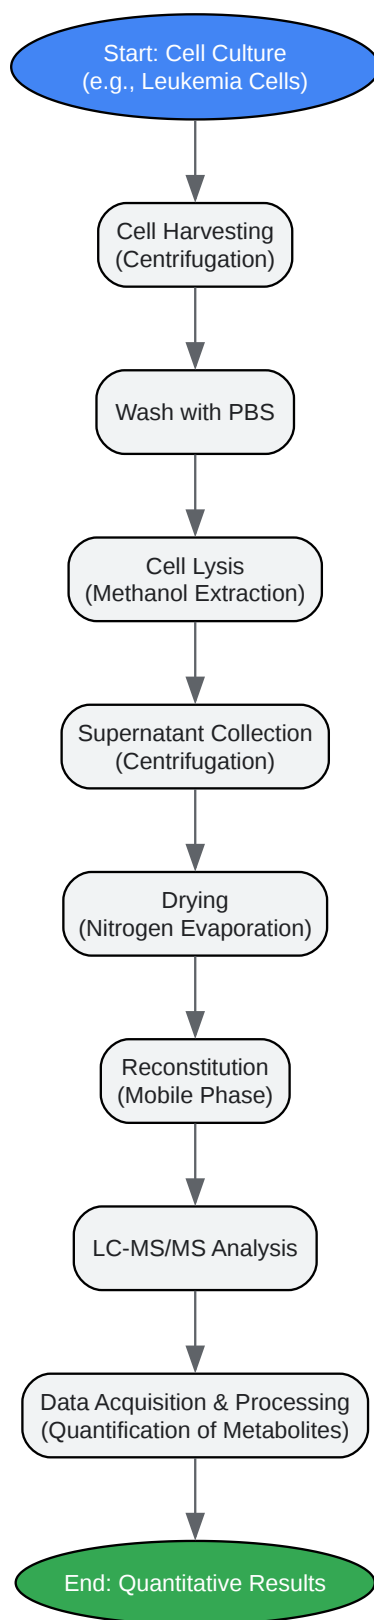 Start: Cell Culture
(e.g., Leukemia Cells)
Cell Harvesting
(Centrifugation)
Wash with PBS
Cell Lysis
(Methanol Extraction)
Supernatant Collection
(Centrifugation)
Drying
(Nitrogen Evaporation)
Reconstitution
(Mobile Phase)
LC-MS/MS Analysis
Data Acquisition & Processing
(Quantification of Metabolites)
End: Quantitative Results